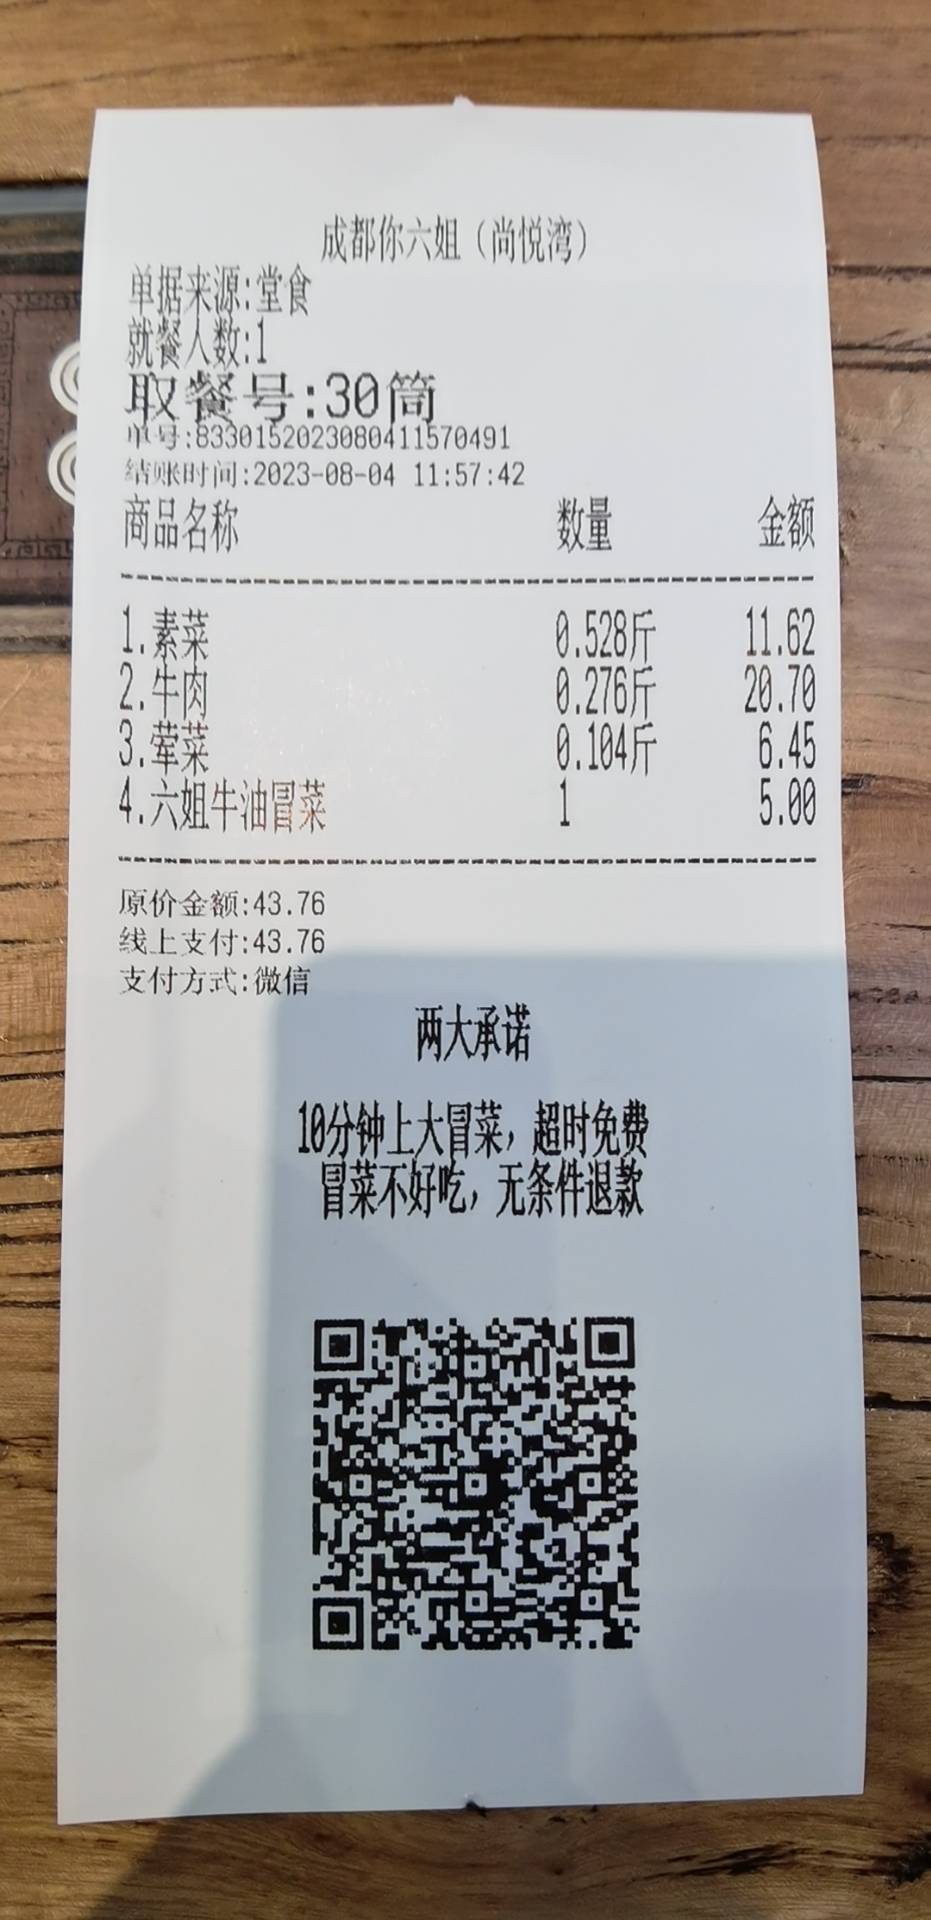 成都你六姐（尚悦湾）
单据来源:堂食
就餐人数:1
取餐号:30筒
单号:8330152023080411570491
结账时间:2023-08-04 11:57:42
商品名称 数量 金额
1.素菜 0.528斤 11.62
2.牛肉 0.276斤 20.70
3.荤菜 0.104斤 6.45
4.六姐牛油冒菜 1 5.00
原价金额:43.76
线上支付:43.76
支付方式:微信
两大承诺
10分钟上大冒菜，超时免费
冒菜不好吃，无条件退款